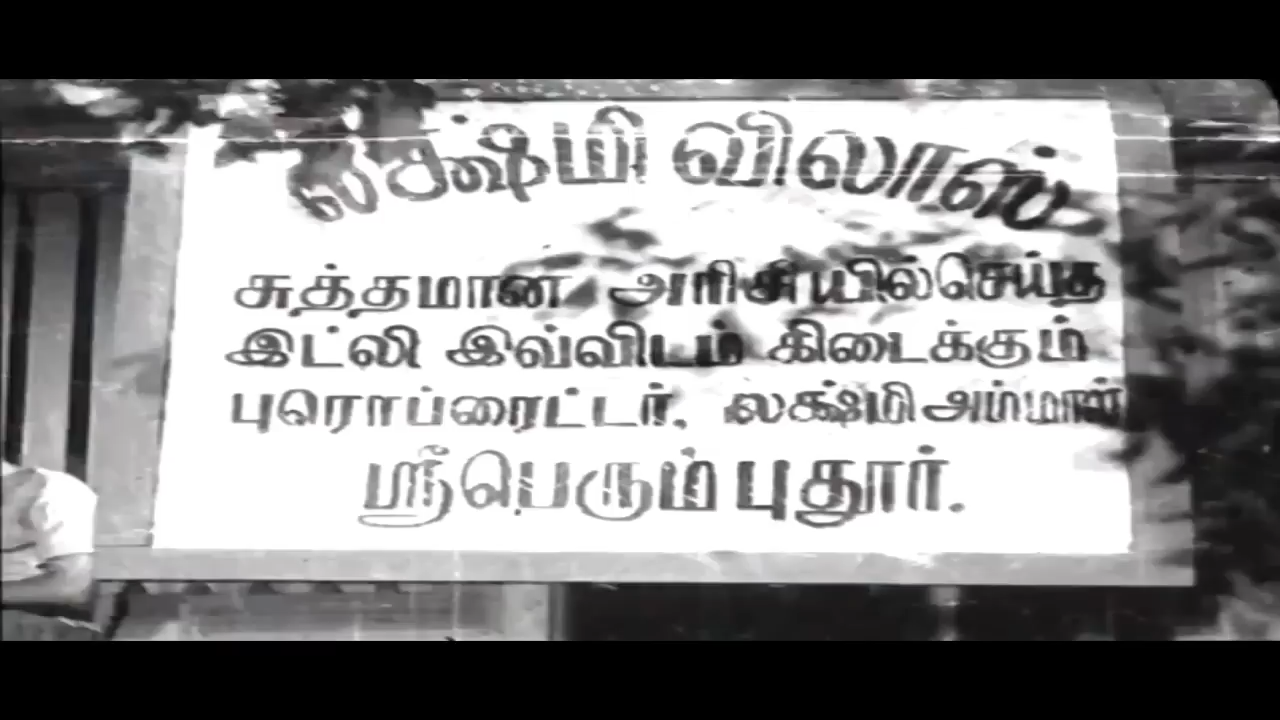 லக்ஷ்மி விலாஸ்
சுத்தமான அரிசியில்செய்த
இட்லி இவ்விடம் கிடைக்கும்
புரொப்ரைட்டர். லக்ஷ்மி அம்மாள்
ஸ்ரீபெரும்புதூர்.